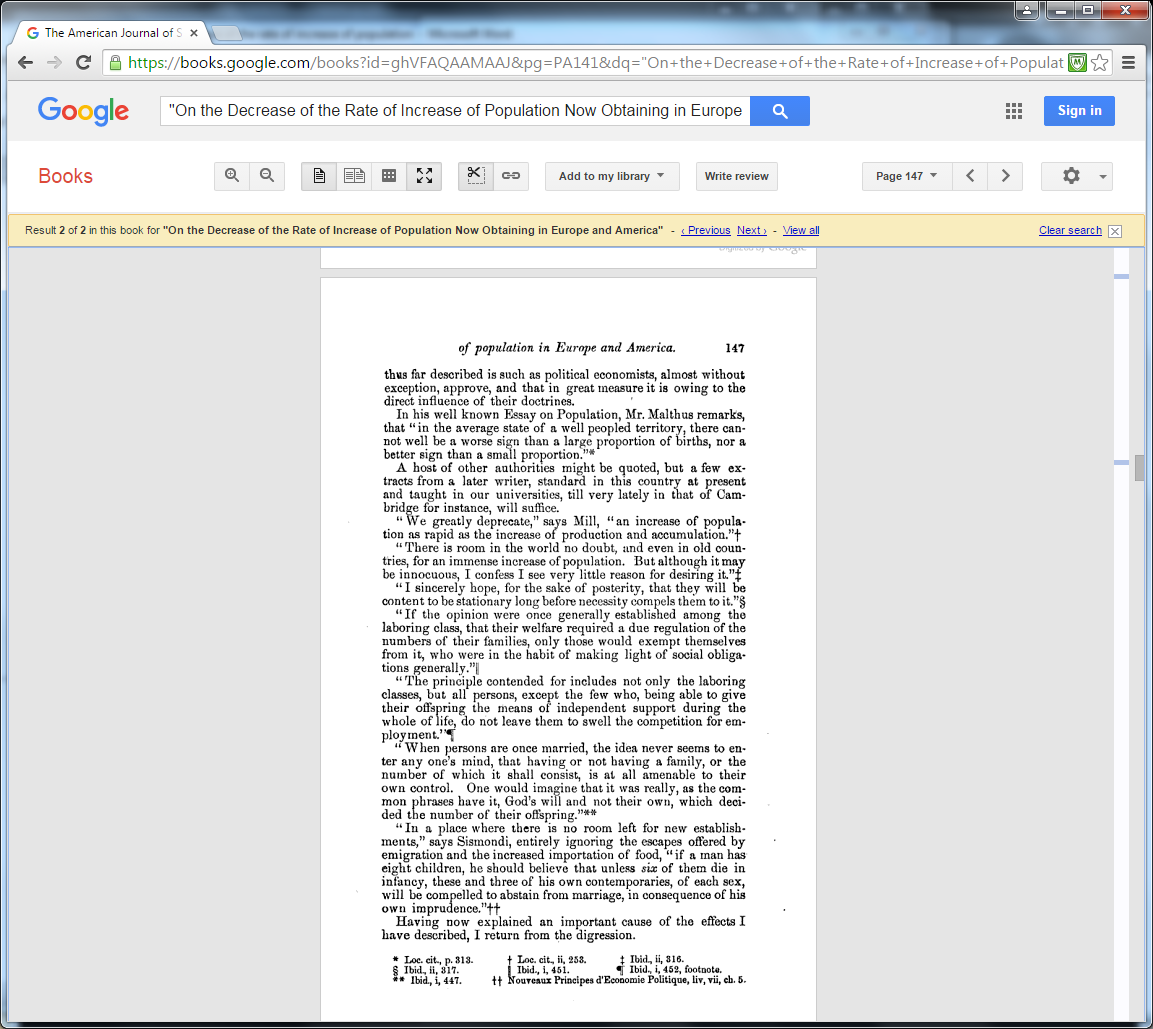 The American Journal of S
https://books.google.com/books?id=ghVFAQAAMAAJ&pg=PA141&dq="On+the+Decrease+of+the+Rate+of+Increase+of+Populat
Google
"On the Decrease of the Rate of Increase of Population Now Obtaining in Europe
Sign in
Books
Add to my library
Write review
Page 147
Result 2 of 2 in this book for "On the Decrease of the Rate of Increase of Population Now Obtaining in Europe and America" - ‹ Previous Next › - View all
Clear search
Digitized by Google
of population in Europe and America. 147
thus far described is such as political economists, almost without
exception, approve, and that in great measure it is owing to the
direct influence of their doctrines.
In his well known Essay on Population, Mr. Malthus remarks,
that "in the average state of a well peopled territory, there can-
not well be a worse sign than a large proportion of births, nor a
better sign than a small proportion."*
A host of other authorities might be quoted, but a few ex-
tracts from a later writer, standard in this country at present
and taught in our universities, till very lately in that of Cam-
bridge for instance, will suffice.
"We greatly deprecate," says Mill, "an increase of popula-
tion as rapid as the increase of production and accumulation."†
"There is room in the world no doubt, and even in old coun-
tries, for an immense increase of population. But although it may
be innocuous, I confess I see very little reason for desiring it."‡
"I sincerely hope, for the sake of posterity, that they will be
content to be stationary long before necessity compels them to it."§
"If the opinion were once generally established among the
laboring class, that their welfare required a due regulation of the
numbers of their families, only those would exempt themselves
from it, who were in the habit of making light of social obliga-
tions generally."‖
"The principle contended for includes not only the laboring
classes, but all persons, except the few who, being able to give
their offspring the means of independent support during the
whole of life, do not leave them to swell the competition for em-
ployment."¶
"When persons are once married, the idea never seems to en-
ter any one's mind, that having or not having a family, or the
number of which it shall consist, is at all amenable to their
own control. One would imagine that it was really, as the com-
mon phrases have it, God's will and not their own, which deci-
ded the number of their offspring."**
"In a place where there is no room left for new establish-
ments," says Sismondi, entirely ignoring the escapes offered by
emigration and the increased importation of food, "if a man has
eight children, he should believe that unless six of them die in
infancy, these and three of his own contemporaries, of each sex,
will be compelled to abstain from marriage, in consequence of his
own imprudence."††
Having now explained an important cause of the effects I
have described, I return from the digression.
* Loc. cit., p. 313. † Loc. cit., ii, 253. ‡ Ibid., ii, 316.
§ Ibid., ii, 317. ‖ Ibid., i, 451. ¶ Ibid., i, 452, footnote.
** Ibid., i, 447. †† Nouveaux Principes d'Economie Politique, liv, vii, ch. 5.